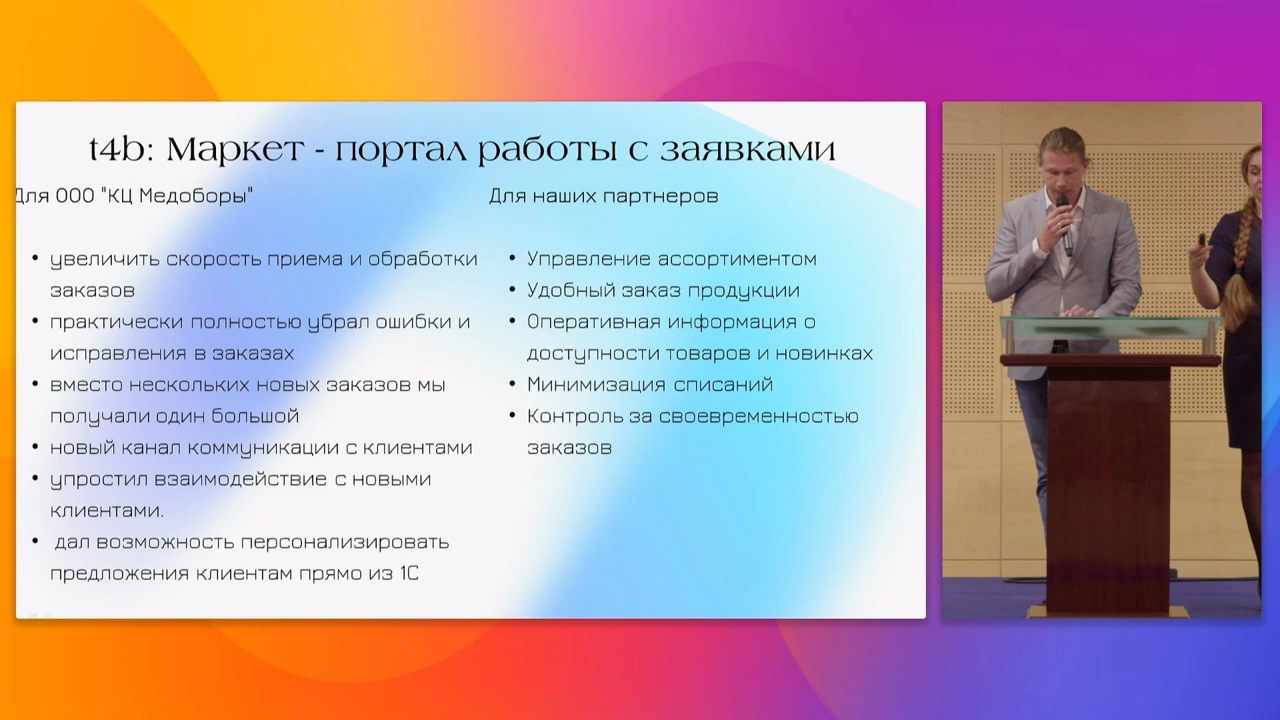 t4b: Маркет - портал работы с заявками
Для ООО "КЦ Медоборы"
увеличить скорость приема и обработки
заказов
практически полностью убрал ошибки и
исправления в заказах
вместо нескольких новых заказов мы
получали один большой
новый канал коммуникации с клиентами
упростил взаимодействие с новыми
клиентами.
дал возможность персонализировать
предложения клиентам прямо из 1С
Для наших партнеров
Управление ассортиментом
Удобный заказ продукции
Оперативная информация о
доступности товаров и новинках
Минимизация списаний
Контроль за своевременностью
заказов